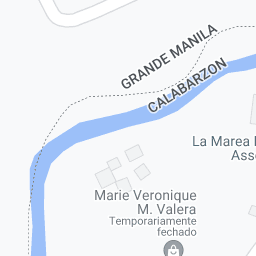 GRANDE MANILA
CALABARZON
La Marea
Asso
Marie Veronique
M. Valera
Temporariamente
fechado